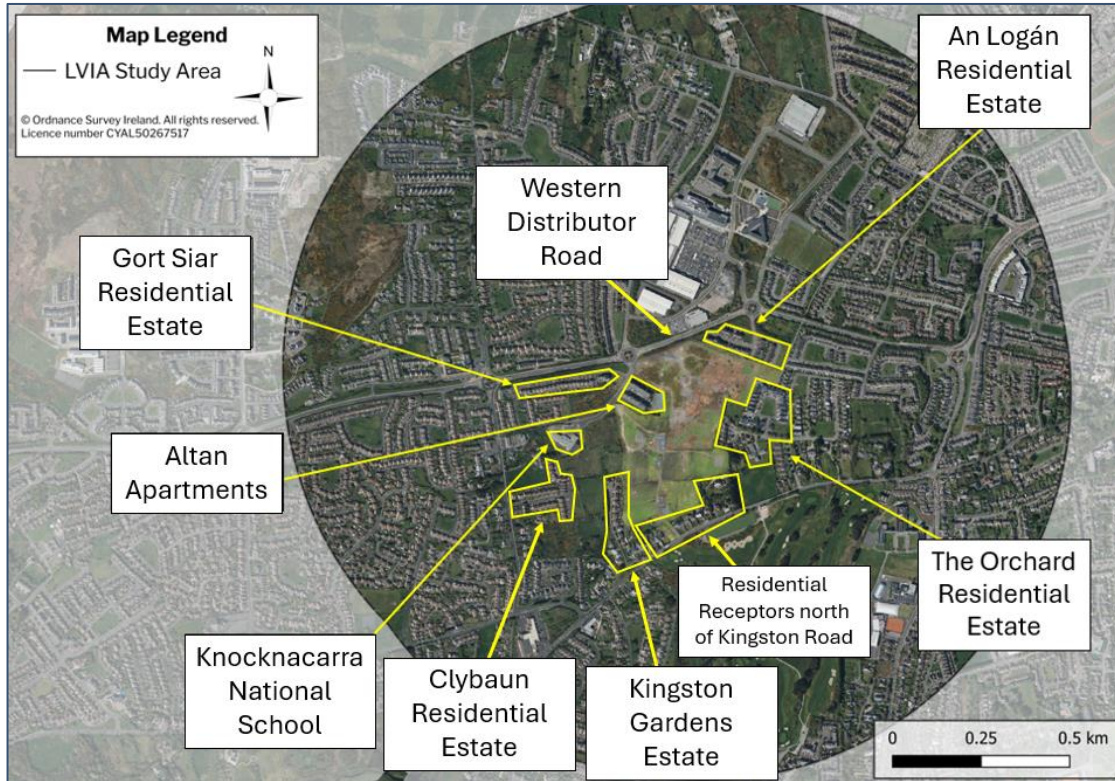 Map Legend
LVIA Study Area
N
© Ordnance Survey Ireland. All rights reserved.
Licence number CYAL50267517
An Logán
Residential
Estate
Western
Distributor
Road
Gort Siar
Residential
Estate
Altan
Apartments
Knocknacarra
National
School
Clybaun
Residential
Estate
Kingston
Gardens
Estate
Residential
Receptors north
of Kingston Road
The Orchard
Residential
Estate
0 0.25 0.5 km